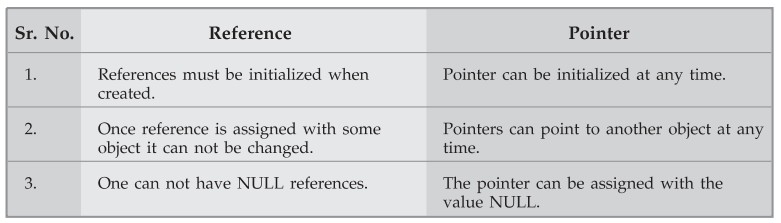 Sr. No. Reference Pointer
1. References must be initialized when created. Pointer can be initialized at any time.
2. Once reference is assigned with some object it can not be changed. Pointers can point to another object at any time.
3. One can not have NULL references. The pointer can be assigned with the value NULL.